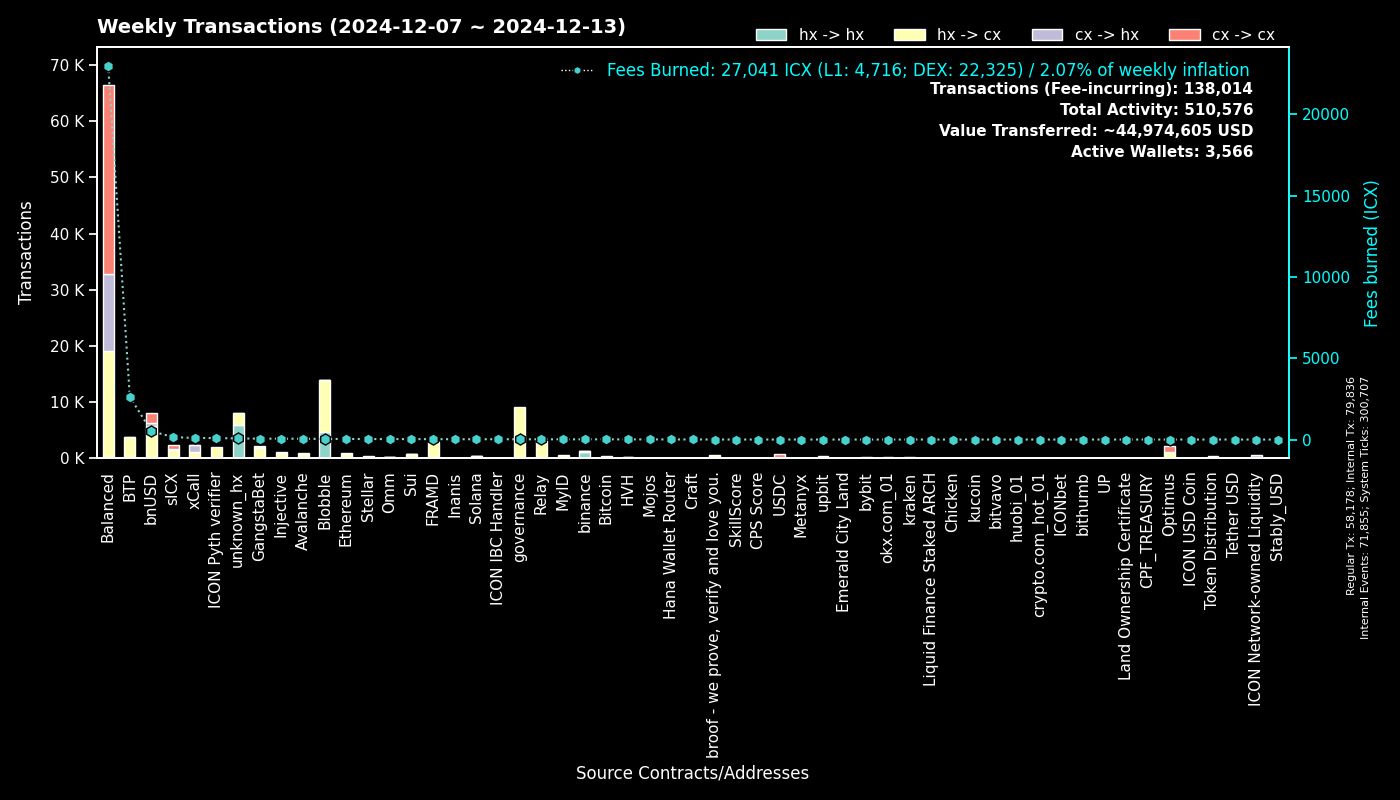 Weekly Transactions (2024-12-07 ~ 2024-12-13)
hx -> hx
hx -> cx
cx -> hx
cx -> cx
Fees Burned: 27,041 ICX (L1: 4,716; DEX: 22,325) / 2.07% of weekly inflation
Transactions (Fee-incurring): 138,014
Total Activity: 510,576
Value Transferred: ~44,974,605 USD
Active Wallets: 3,566
Transactions
70 K
60 K
50 K
40 K
30 K
20 K
10 K
0 K
20000
15000
10000
5000
0
Fees burned (ICX)
Regular Tx: 58,178; Internal Tx: 79,836
Internal Events: 71,855; System Ticks: 300,707
Balanced
BTP
bnUSD
sICX
xCall
ICON Pyth verifier
unknown_hx
GangstaBet
Injective
Avalanche
Blobble
Ethereum
Stellar
Omm
Sui
FRAMD
Inanis
Solana
ICON IBC Handler
governance
Relay
MyID
binance
Bitcoin
HVH
Mojos
Hana Wallet Router
Craft
broof - we prove, verify and love you.
SkillScore
CPS Score
USDC
Metanyx
upbit
Emerald City Land
bybit
okx.com_01
kraken
Liquid Finance Staked ARCH
Chicken
kucoin
bitvavo
huobi_01
crypto.com_hot_01
ICONbet
bithumb
UP
Land Ownership Certificate
CPF_TREASURY
Optimus
ICON USD Coin
Token Distribution
Tether USD
ICON Network-owned Liquidity
Stably_USD
Source Contracts/Addresses